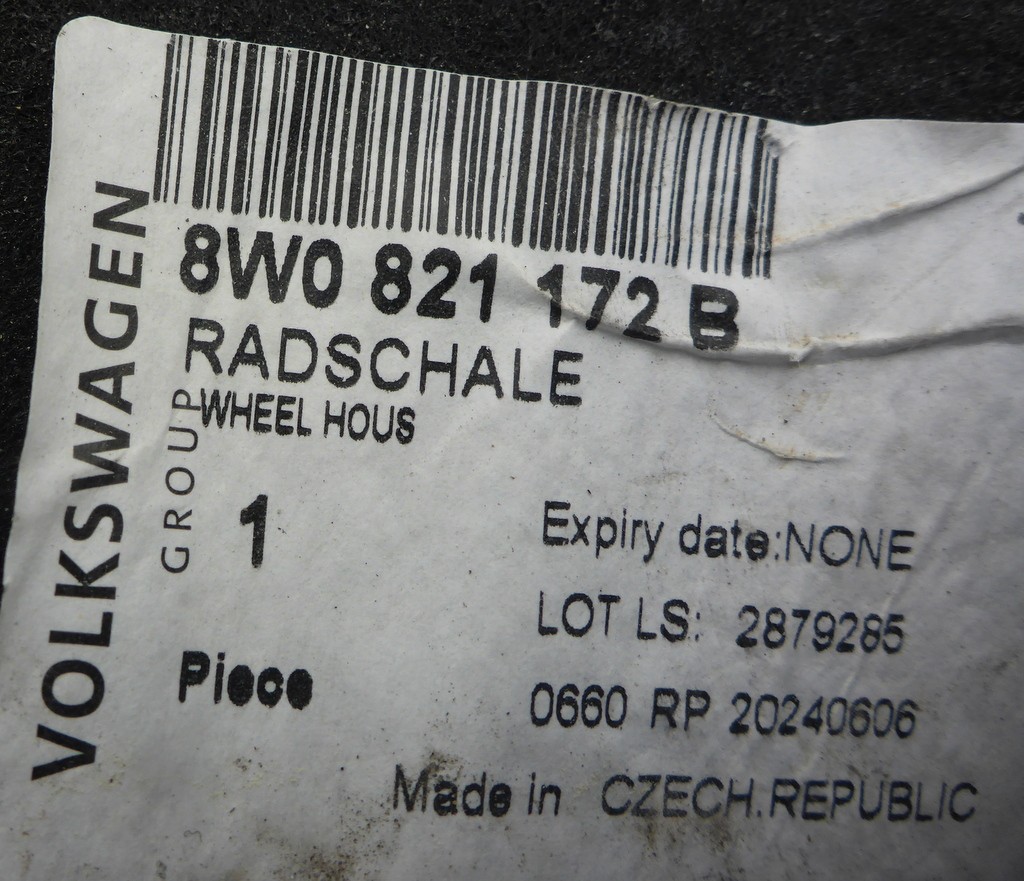 VOLKSWAGEN
GROUP
8W0 821 172 B
RADSCHALE
WHEEL HOUS
1
Piece
Expiry date:NONE
LOT LS: 2879285
0660 RP 20240606
Made in CZECH.REPUBLIC